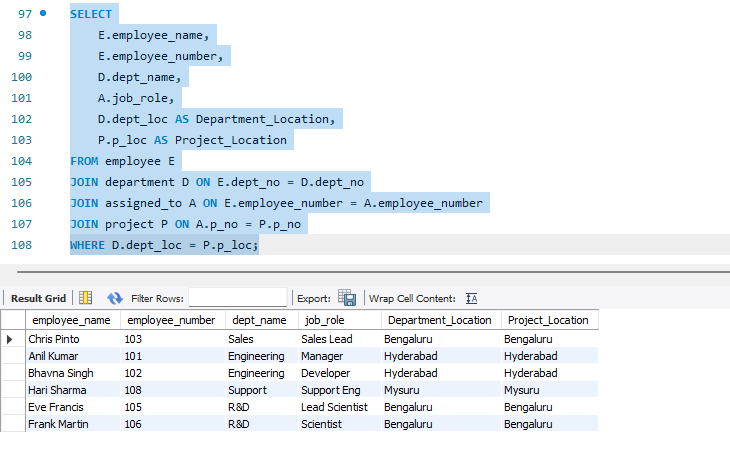 97 SELECT
98 E.employee_name,
99 E.employee_number,
100 D.dept_name,
101 A.job_role,
102 D.dept_loc AS Department_Location,
103 P.p_loc AS Project_Location
104 FROM employee E
105 JOIN department D ON E.dept_no = D.dept_no
106 JOIN assigned_to A ON E.employee_number = A.employee_number
107 JOIN project P ON A.p_no = P.p_no
108 WHERE D.dept_loc = P.p_loc;
Result Grid Filter Rows: Export: Wrap Cell Content: IA
employee_name employee_number dept_name job_role Department_Location Project_Location
Chris Pinto 103 Sales Sales Lead Bengaluru Bengaluru
Anil Kumar 101 Engineering Manager Hyderabad Hyderabad
Bhavna Singh 102 Engineering Developer Hyderabad Hyderabad
Hari Sharma 108 Support Support Eng Mysuru Mysuru
Eve Francis 105 R&D Lead Scientist Bengaluru Bengaluru
Frank Martin 106 R&D Scientist Bengaluru Bengaluru